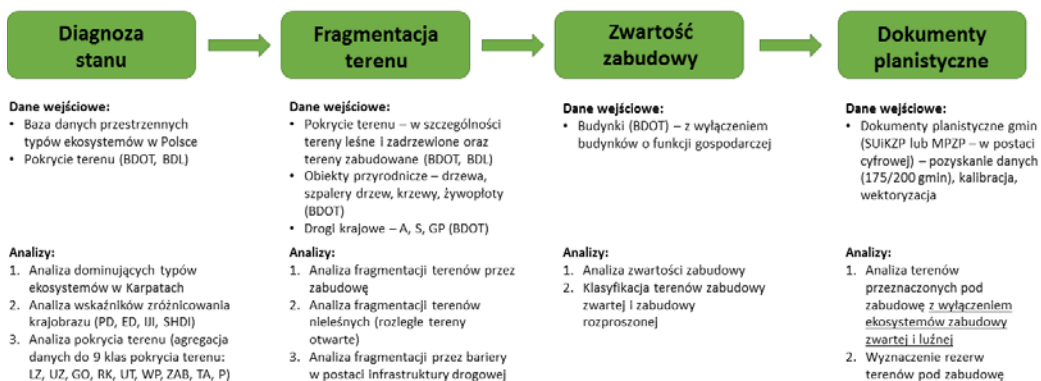 Diagnoza
stanu
Dane wejściowe:
• Baza danych przestrzennych
typów ekosystemów w Polsce
• Pokrycie terenu (BDOT, BDL)
Analizy:
1. Analiza dominujących typów
ekosystemów w Karpatach
2. Analiza wskaźników zróżnicowania
krajobrazu (PD, ED, IJI, SHDI)
3. Analiza pokrycia terenu (agregacja
danych do 9 klas pokrycia terenu:
LZ, UZ, GO, RK, UT, WP, ZAB, TA, P)
Fragmentacja
terenu
Dane wejściowe:
• Pokrycie terenu – w szczególności
tereny leśne i zadrzewione oraz
tereny zabudowane (BDOT, BDL)
• Obiekty przyrodnicze – drzewa,
szpalery drzew, krzewy, żywopłoty
(BDOT)
• Drogi krajowe – A, S, GP (BDOT)
Analizy:
1. Analiza fragmentacji terenów przez
zabudowę
2. Analiza fragmentacji terenów
nieleśnych (rozległe tereny
otwarte)
3. Analiza fragmentacji przez bariery
w postaci infrastruktury drogowej
Zwartość
zabudowy
Dane wejściowe:
• Budynki (BDOT) – z wyłączeniem
budynków o funkcji gospodarczej
Analizy:
1. Analiza zwartości zabudowy
2. Klasyfikacja terenów zabudowy
zwartej i zabudowy
rozproszonej
Dokumenty
planistyczne
Dane wejściowe:
• Dokumenty planistyczne gmin
(SUiKZP lub MPZP – w postaci
cyfrowej) – pozyskanie danych
(175/200 gmin), kalibracja,
wektoryzacja
Analizy:
1. Analiza terenów
przeznaczonych pod
zabudowę z wyłączeniem
ekosystemów zabudowy
zwartej i luźnej
2. Wyznaczenie rezerw
terenów pod zabudowę